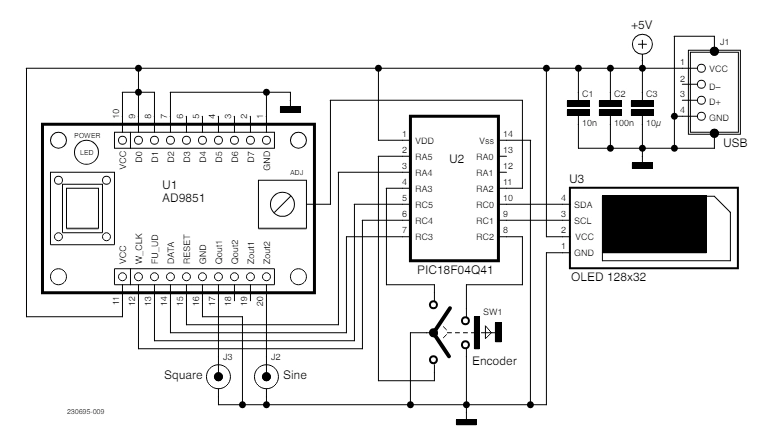 +5V
J1
1
VCC
2
D–
3
D+
4
GND
USB
C1
10n
C2
100n
C3
10µ
10
9
8
7
6
5
4
3
2
1
VCC
D0
D1
D2
D3
D4
D5
D6
D7
GND
POWER
LED
U1
AD9851
ADJ
VCC
W_CLK
FU_UD
DATA
RESET
GND
Qout1
Qout2
Zout1
Zout2
11
12
13
14
15
16
17
18
19
20
1
VDD
2
RA5
3
RA4
4
RA3
5
RC5
6
RC4
7
RC3
U2
Vss
14
RA0
13
RA1
12
RA2
11
RC0
10
RC1
9
RC2
8
PIC18F04Q41
U3
4
SDA
3
SCL
2
VCC
1
GND
OLED 128x32
SW1
Encoder
J3
Square
J2
Sine
230695-009